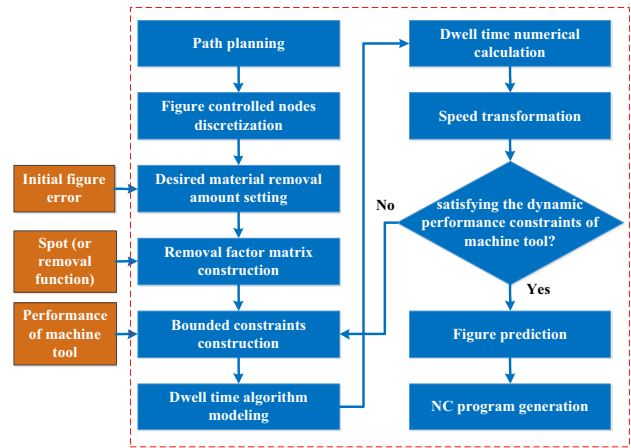 Path planning
Figure controlled nodes
discretization
Initial figure
error
Desired material removal
amount setting
Spot (or
removal
function)
Removal factor matrix
construction
Performance
of machine
tool
Bounded constraints
construction
Dwell time algorithm
modeling
Dwell time numerical
calculation
Speed transformation
satisfying the dynamic
performance constraints of
machine tool?
No
Yes
Figure prediction
NC program generation